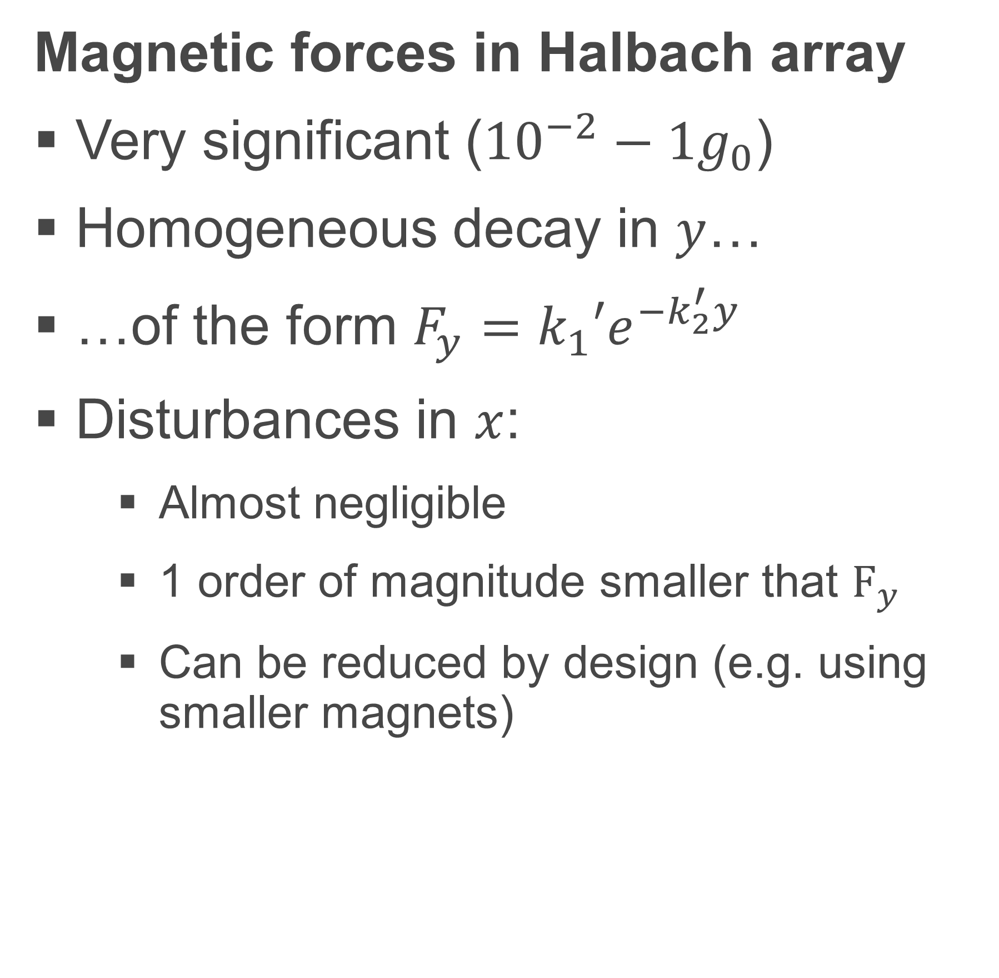 Magnetic forces in Halbach array
▪ Very significant ($10^{-2} - 1g_0$)
▪ Homogeneous decay in $y$…
▪ …of the form $F_y = k_1{'}e^{-k_2'y}$
▪ Disturbances in $x$:
▪ Almost negligible
▪ 1 order of magnitude smaller that $\mathrm{F}_y$
▪ Can be reduced by design (e.g. using
smaller magnets)